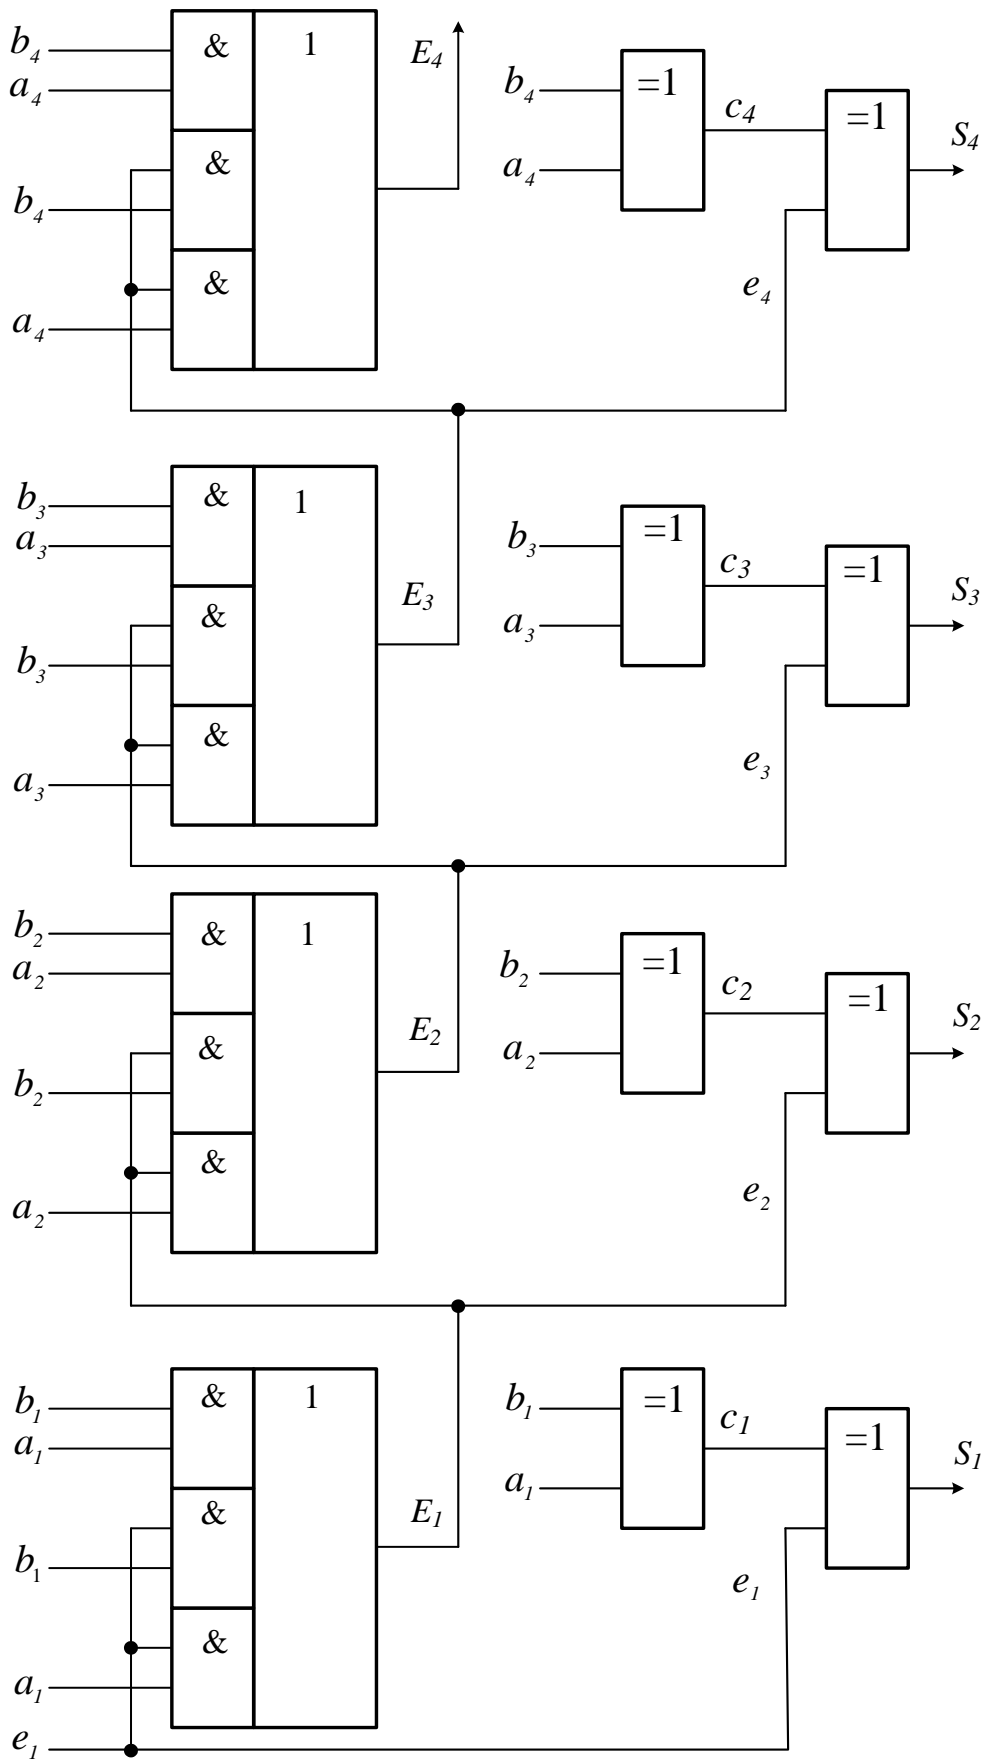 b₄
a₄
b₄
a₄
&
&
&
1
E₄
b₄
a₄
=1
c₄
=1
S₄
e₄
b₃
a₃
b₃
a₃
&
&
&
1
E₃
b₃
a₃
=1
c₃
=1
S₃
e₃
b₂
a₂
b₂
a₂
&
&
&
1
E₂
b₂
a₂
=1
c₂
=1
S₂
e₂
b₁
a₁
b₁
a₁
e₁
&
&
&
1
E₁
b₁
a₁
=1
c₁
=1
S₁
e₁